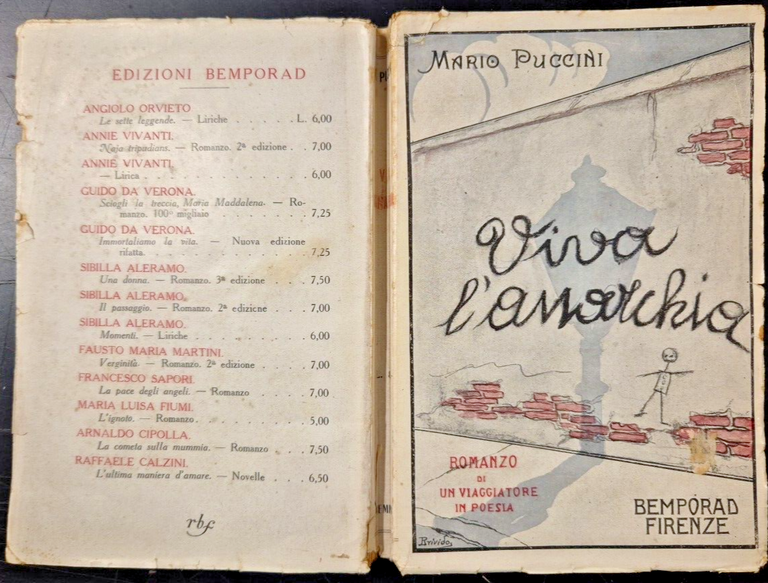 EDIZIONI BEMPORAD
ANGIOLO ORVIETO
Le sette leggende. — Liriche . . . . . L. 6,00
ANNIE VIVANTI.
Naja tripudians. — Romanzo. 2ª edizione . . 7,00
ANNIE VIVANTI.
— Lirica . . . . . . . . . . . 6,00
GUIDO DA VERONA.
Sciogli la treccia, Maria Maddalena. — Ro-
manzo. 100º migliaio . . . . . . . 7,25
GUIDO DA VERONA.
Immortaliamo la vita. — Nuova edizione
rifatta. . . . . . . . . . . . 7,25
SIBILLA ALERAMO.
Una donna. — Romanzo. 3ª edizione . . . 7,50
SIBILLA ALERAMO.
Il passaggio. — Romanzo. 2ª edizione . . . 7,00
SIBILLA ALERAMO.
Momenti. — Liriche . . . . . . . 6,00
FAUSTO MARIA MARTINI.
Verginità. — Romanzo. 2ª edizione . . . . 7,00
FRANCESCO SAPORI.
La pace degli angeli. — Romanzo . . . . 7,00
MARIA LUISA FIUMI.
L'ignoto. — Romanzo . . . . . . . 5,00
ARNALDO CIPOLLA.
La cometa sulla mummia. — Romanzo . . . 7,50
RAFFAELE CALZINI.
L'ultima maniera d'amare. — Novelle . . . 6,50
rbf
MARIO PUCCINI
Viva
l'anarchia
ROMANZO
DI
UN VIAGGIATORE
IN POESIA
BEMPORAD
FIRENZE